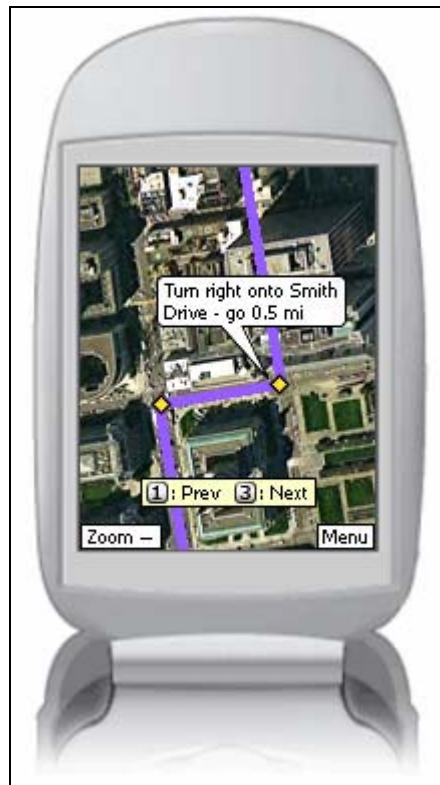 Turn right onto Smith
Drive - go 0.5 mi
1: Prev 3: Next
Zoom −
Menu